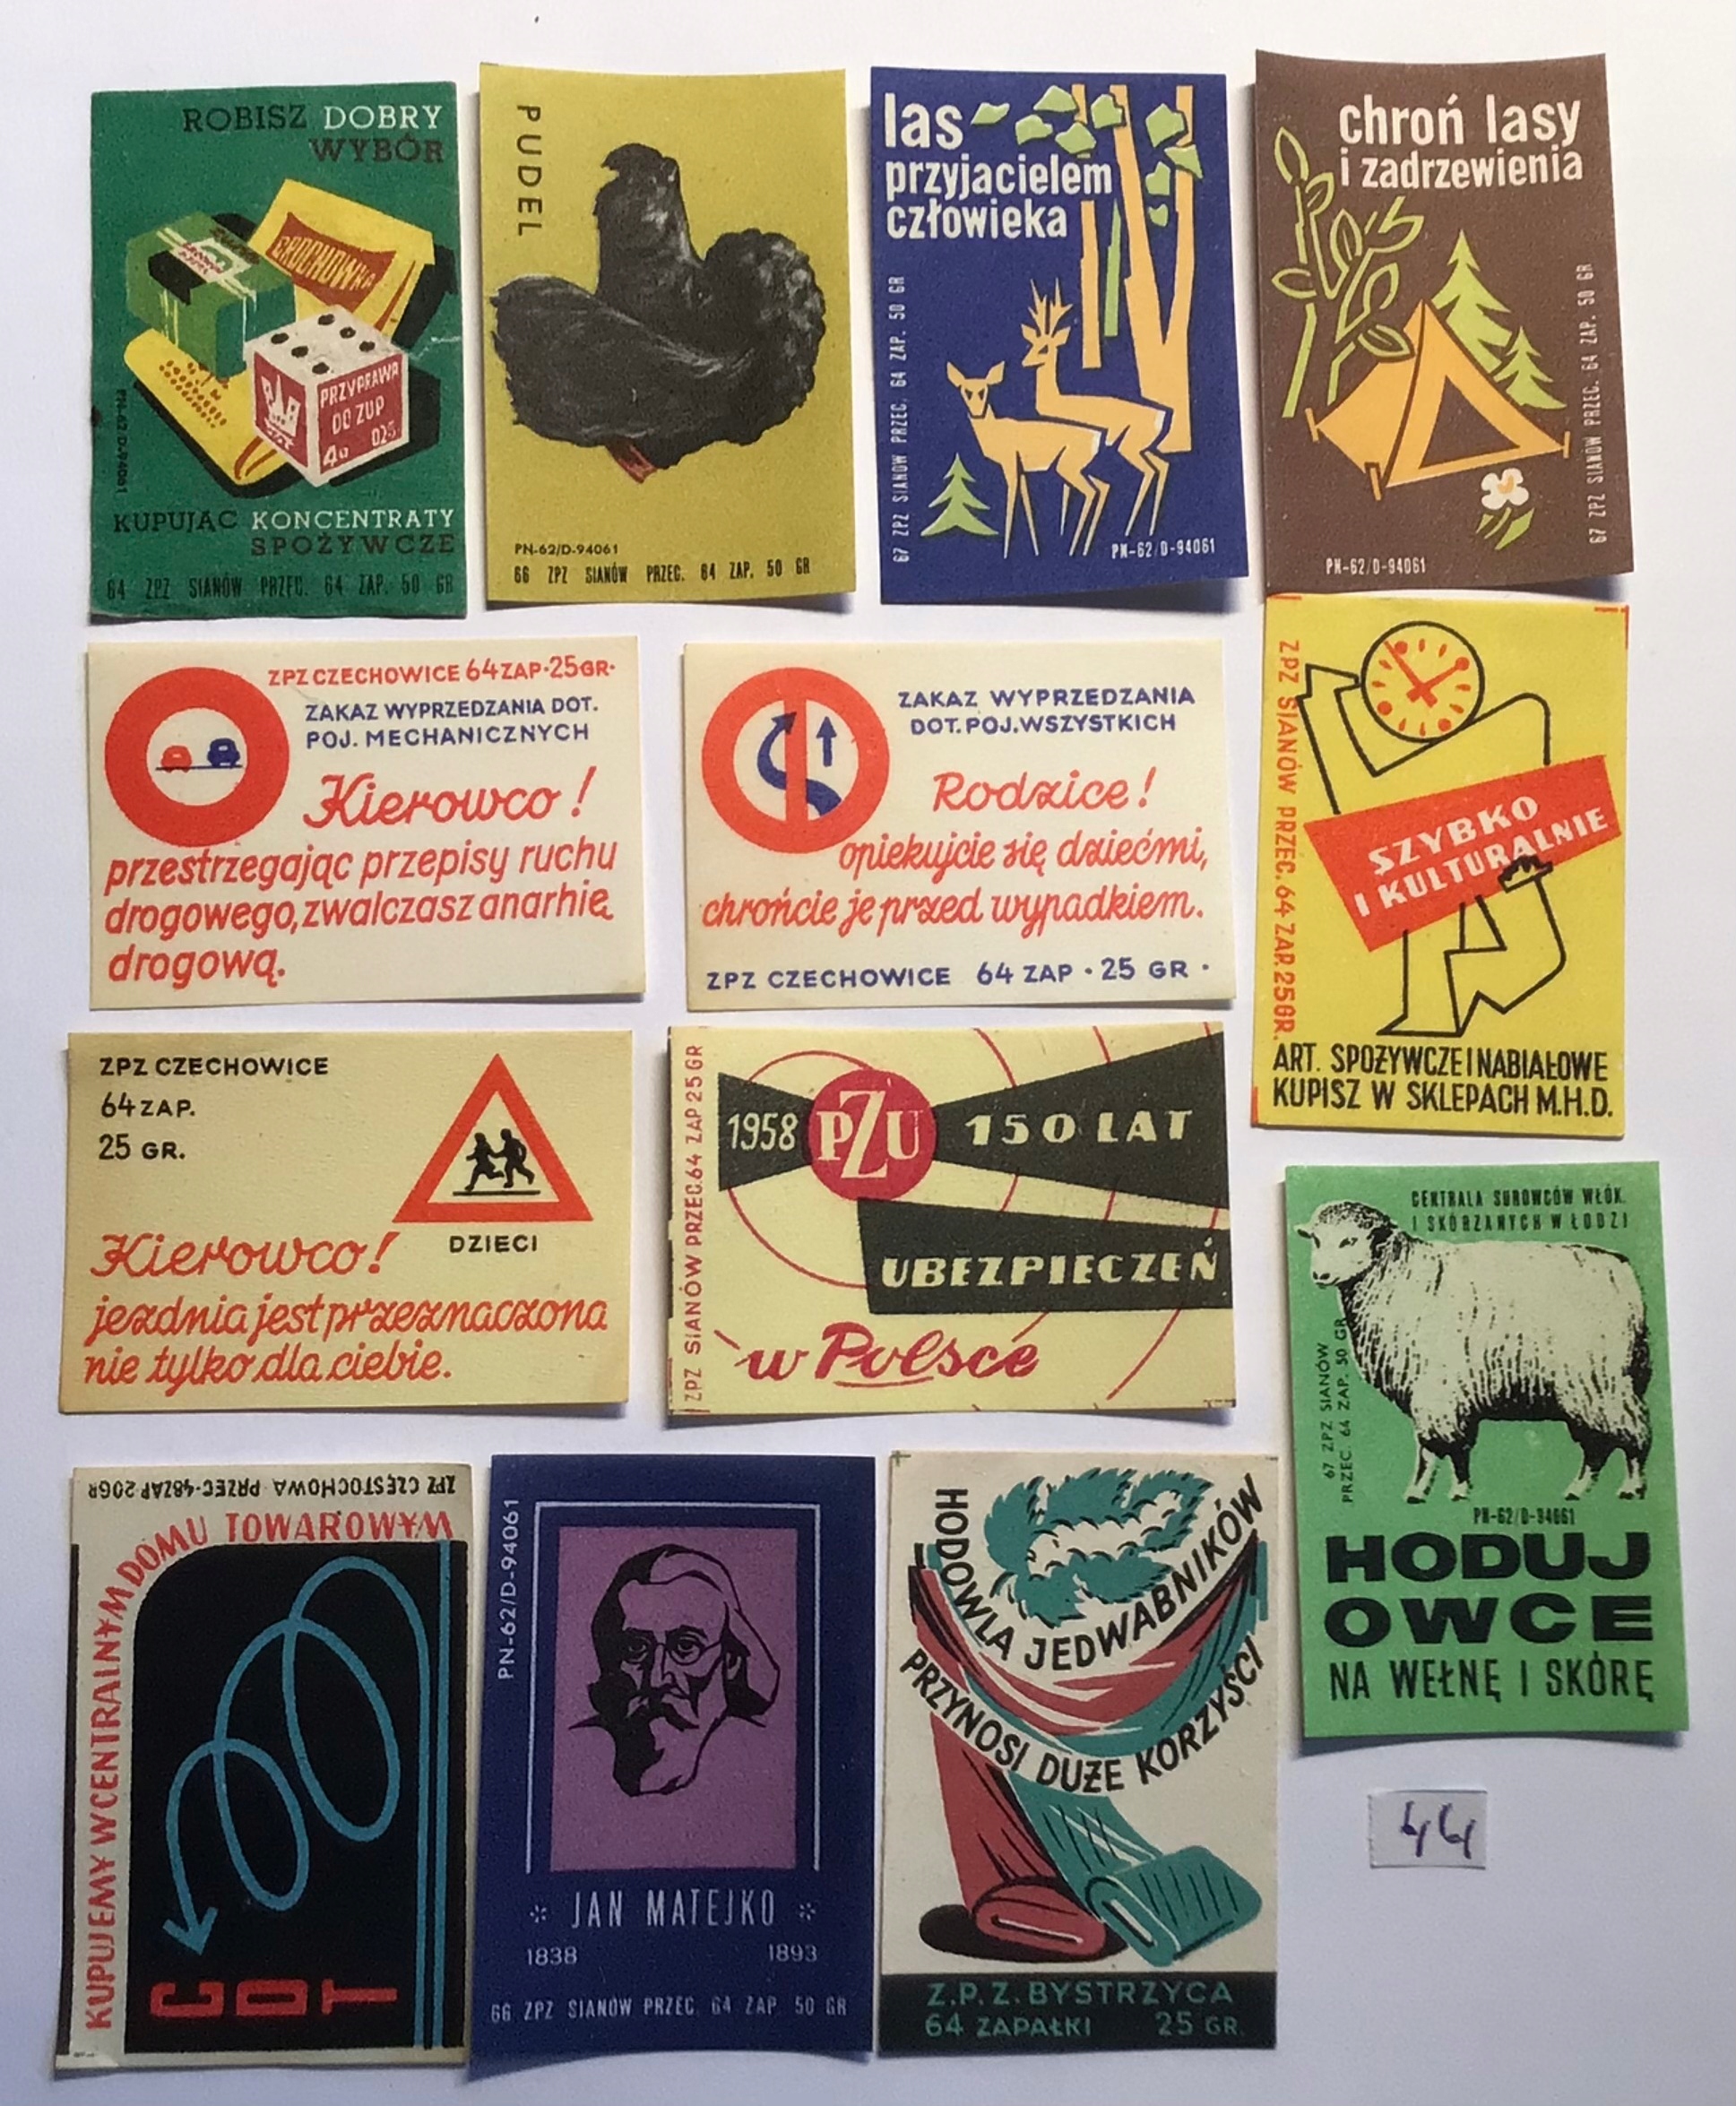 ROBISZ DOBRY
WYBÓR
GROCHÓWKA
PRZYPRAWA
DO ZUP
4G 025
PN-62/D-94061
KUPUJĄC KONCENTRATY
SPOŻYWCZE
64 ZPZ SIANÓW PRZEC. 64 ZAP. 50 GR
PUDEL
PN-62/D-94061
66 ZPZ SIANÓW PRZEC. 64 ZAP. 50 GR
las
przyjacielem
człowieka
67 ZPZ SIANÓW PRZEC. 64 ZAP. 50 GR
PN-62/D-94061
chroń lasy
i zadrzewienia
67 ZPZ SIANÓW PRZEC. 64 ZAP. 50 GR
PN-62/D-94061
ZPZ CZECHOWICE 64 ZAP·25GR·
ZAKAZ WYPRZEDZANIA DOT.
POJ. MECHANICZNYCH
Kierowco!
przestrzegając przepisy ruchu
drogowego, zwalczasz anarhię
drogową.
ZAKAZ WYPRZEDZANIA
DOT. POJ. WSZYSTKICH
Rodzice!
opiekujcie się dziećmi,
chrońcie je przed wypadkiem.
ZPZ CZECHOWICE 64 ZAP · 25 GR ·
ZPZ SIANÓW PRZEC. 64 ZAP. 25GR.
SZYBKO
I KULTURALNIE
ART. SPOŻYWCZE I NABIAŁOWE
KUPISZ W SKLEPACH M.H.D.
ZPZ CZECHOWICE
64 ZAP.
25 GR.
DZIECI
Kierowco!
jezdnia jest przeznaczona
nie tylko dla ciebie.
ZPZ SIANÓW PRZEC. 64 ZAP 25 GR
1958 PZU 150 LAT
UBEZPIECZEŃ
w Polsce
CENTRALA SUROWCÓW WŁÓK.
I SKÓRZANYCH W ŁODZI
67 ZPZ SIANÓW
PRZEC. 64 ZAP. 50 GR
PN-62/D-94061
HODUJ
OWCE
NA WEŁNĘ I SKÓRĘ
ZPZ CZĘSTOCHOWA PRZEC-48ZAP 20GR
KUPUJEMY W CENTRALNYM DOMU TOWAROWYM
CDT
PN-62/D-94061
JAN MATEJKO
1838 1893
66 ZPZ SIANÓW PRZEC. 64 ZAP 50 GR
HODOWLA JEDWABNIKÓW
PRZYNOSI DUŻE KORZYŚCI
Z.P.Z. BYSTRZYCA
64 ZAPAŁKI 25 GR.
44